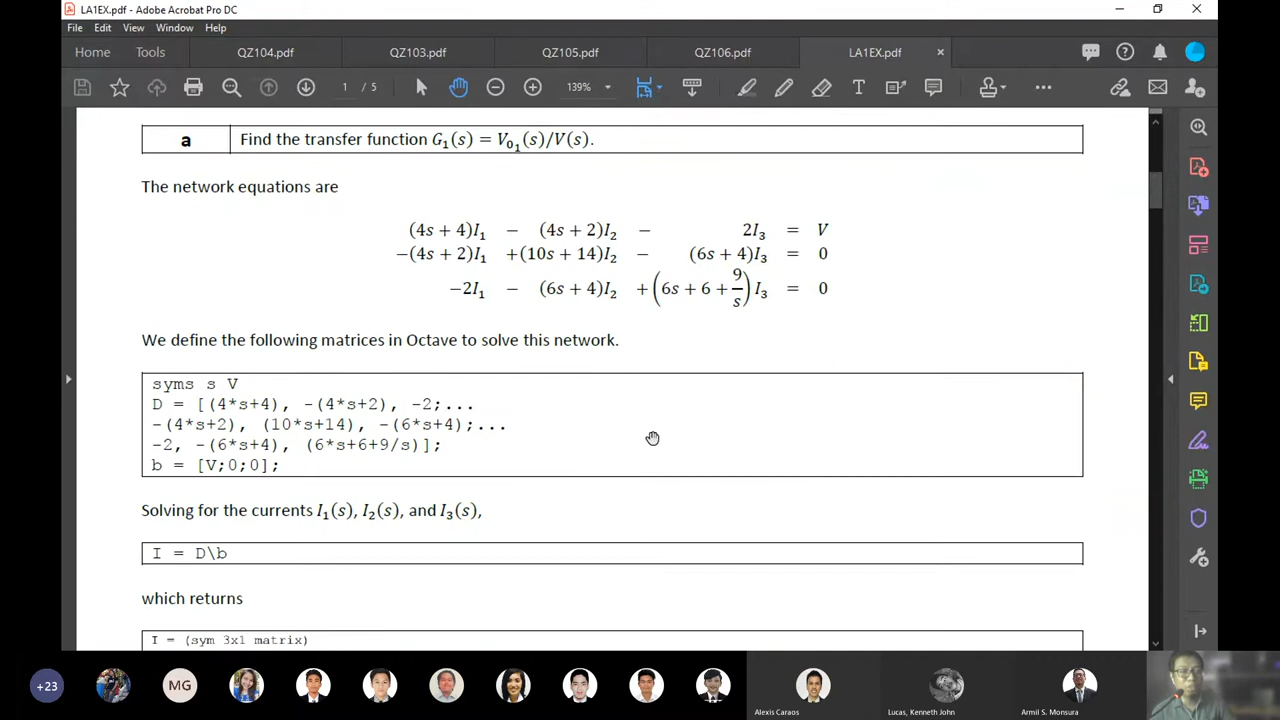 LA1EX.pdf - Adobe Acrobat Pro DC
File Edit View Window Help
Home Tools QZ104.pdf QZ103.pdf QZ105.pdf QZ106.pdf LA1EX.pdf ×
1 / 5 139%
a Find the transfer function G₁(s) = V₀₁(s)/V(s).
The network equations are
(4s + 4)I₁ − (4s + 2)I₂ − 2I₃ = V
−(4s + 2)I₁ +(10s + 14)I₂ − (6s + 4)I₃ = 0
−2I₁ − (6s + 4)I₂ +(6s + 6 + 9/s)I₃ = 0
We define the following matrices in Octave to solve this network.
syms s V
D = [(4*s+4), -(4*s+2), -2;...
-(4*s+2), (10*s+14), -(6*s+4);...
-2, -(6*s+4), (6*s+6+9/s)];
b = [V;0;0];
Solving for the currents I₁(s), I₂(s), and I₃(s),
I = D\b
which returns
I = (sym 3x1 matrix)
+23 MG
Alexis Caraos Lucas, Kenneth John Armil S. Monsura